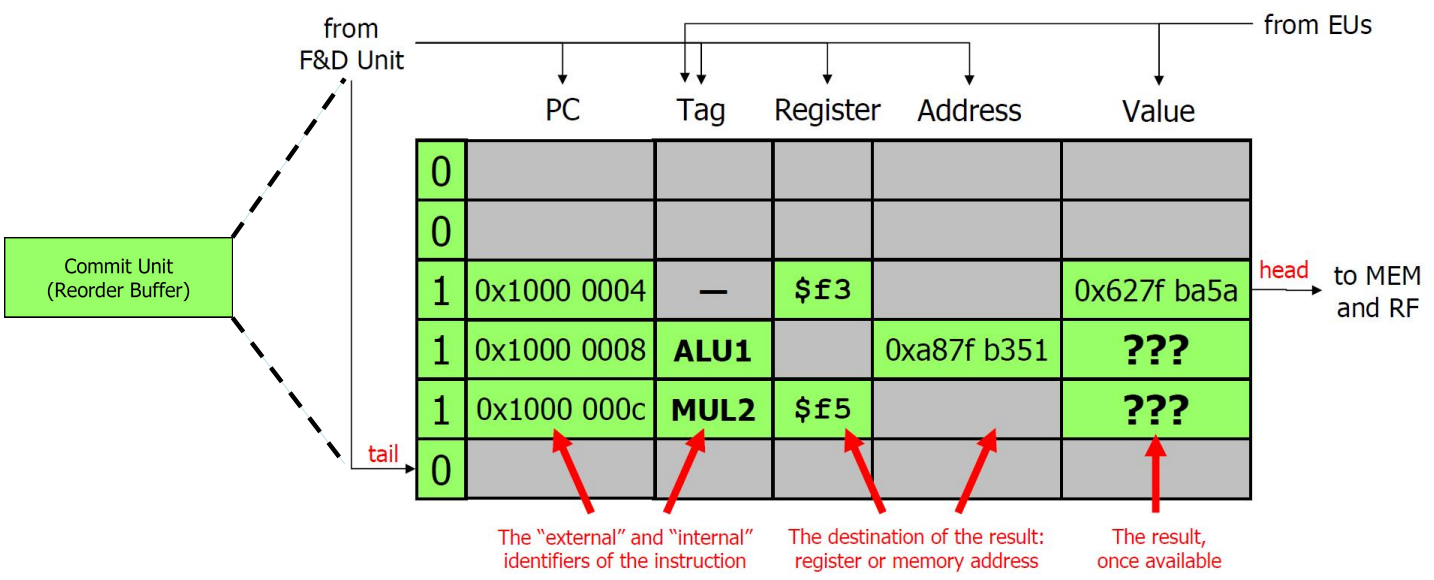 from
F&D Unit
from EUs
PC Tag Register Address Value
0
0
1 0x1000 0004 — $f3 0x627f ba5a
head
to MEM
and RF
Commit Unit
(Reorder Buffer)
1 0x1000 0008 ALU1 0xa87f b351 ???
1 0x1000 000c MUL2 $f5 ???
tail
0
The “external” and “internal”
identifiers of the instruction
The destination of the result:
register or memory address
The result,
once available